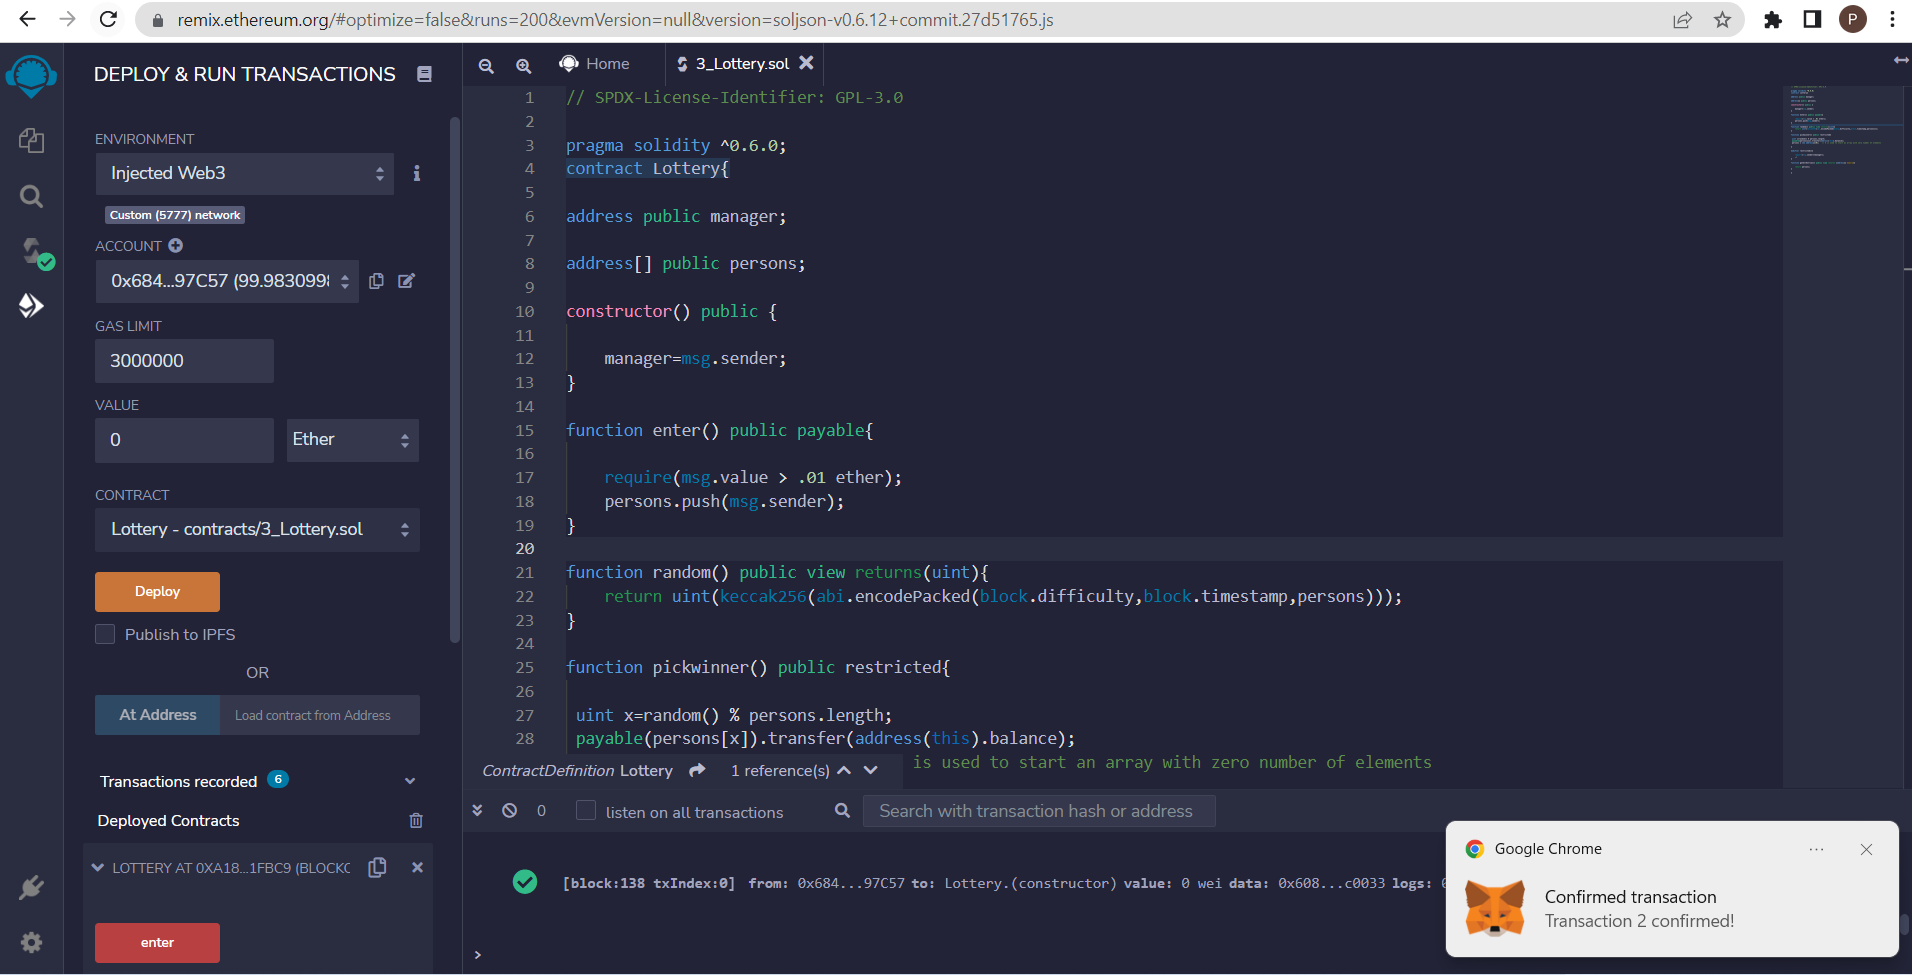 remix.ethereum.org/#optimize=false&runs=200&evmVersion=null&version=soljson-v0.6.12+commit.27d51765.js
P
DEPLOY & RUN TRANSACTIONS
ENVIRONMENT
Injected Web3
Custom (5777) network
ACCOUNT
0x684...97C57 (99.9830998
GAS LIMIT
3000000
VALUE
0
Ether
CONTRACT
Lottery - contracts/3_Lottery.sol
Deploy
Publish to IPFS
OR
At Address
Load contract from Address
Transactions recorded 6
Deployed Contracts
LOTTERY AT 0XA18...1FBC9 (BLOCKC
enter
Home
3_Lottery.sol
1 // SPDX-License-Identifier: GPL-3.0
2
3 pragma solidity ^0.6.0;
4 contract Lottery{
5
6 address public manager;
7
8 address[] public persons;
9
10 constructor() public {
11
12 manager=msg.sender;
13 }
14
15 function enter() public payable{
16
17 require(msg.value > .01 ether);
18 persons.push(msg.sender);
19 }
20
21 function random() public view returns(uint){
22 return uint(keccak256(abi.encodePacked(block.difficulty,block.timestamp,persons)));
23 }
24
25 function pickwinner() public restricted{
26
27 uint x=random() % persons.length;
28 payable(persons[x]).transfer(address(this).balance);
is used to start an array with zero number of elements
ContractDefinition Lottery 1 reference(s)
0
listen on all transactions
Search with transaction hash or address
[block:138 txIndex:0] from: 0x684...97C57 to: Lottery.(constructor) value: 0 wei data: 0x608...c0033 logs:
>
Google Chrome
Confirmed transaction
Transaction 2 confirmed!